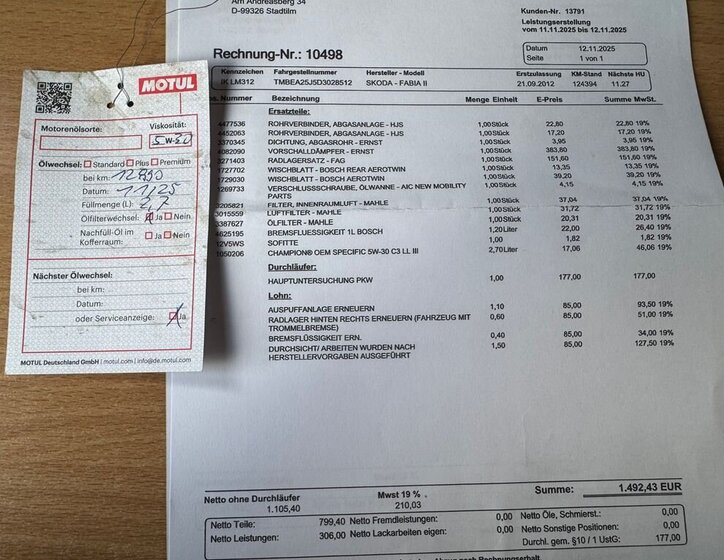 Am Andreasberg 34
D-99326 Stadtilm
Kunden-Nr. 13791
Leistungserstellung
vom 11.11.2025 bis 12.11.2025
Rechnung-Nr.: 10498
Datum 12.11.2025
Seite 1 von 1
Kennzeichen Fahrgestellnummer Hersteller - Modell Erstzulassung KM-Stand Nächste HU
IK LM312 TMBEA25J5D3028512 SKODA - FABIA II 21.09.2012 124394 11.27
Nummer Bezeichnung Menge Einheit E-Preis Summe MwSt.
Ersatzteile:
4477536 ROHRVERBINDER, ABGASANLAGE - HJS 1,00 Stück 22,80 22,80 19%
4452063 ROHRVERBINDER, ABGASANLAGE - HJS 1,00 Stück 17,20 17,20 19%
3370345 DICHTUNG, ABGASROHR - ERNST 1,00 Stück 3,95 3,95 19%
4082090 VORSCHALLDÄMPFER - ERNST 1,00 Stück 383,80 383,80 19%
3271403 RADLAGERSATZ - FAG 1,00 Stück 151,60 151,60 19%
1727702 WISCHBLATT - BOSCH REAR AEROTWIN 1,00 Stück 13,35 13,35 19%
1729030 WISCHBLATT - BOSCH AEROTWIN 1,00 Stück 39,20 39,20 19%
1269733 VERSCHLUSSSCHRAUBE, ÖLWANNE - AIC NEW MOBILITY 1,00 Stück 4,15 4,15 19%
PARTS
3205821 FILTER, INNENRAUMLUFT - MAHLE 1,00 Stück 37,04 37,04 19%
3015559 LUFTFILTER - MAHLE 1,00 Stück 31,72 31,72 19%
3387627 ÖLFILTER - MAHLE 1,00 Stück 20,31 20,31 19%
4625195 BREMSFLUESSIGKEIT 1L BOSCH 1,20 Liter 22,00 26,40 19%
12V5WS SOFITTE 1,00 1,82 1,82 19%
1050206 CHAMPION® OEM SPECIFIC 5W-30 C3 LL III 2,70 Liter 17,06 46,06 19%
Durchläufer:
HAUPTUNTERSUCHUNG PKW 1,00 177,00 177,00
Lohn:
AUSPUFFANLAGE ERNEUERN 1,10 85,00 93,50 19%
RADLAGER HINTEN RECHTS ERNEUERN (FAHRZEUG MIT 0,60 85,00 51,00 19%
TROMMELBREMSE)
BREMSFLÜSSIGKEIT ERN. 0,40 85,00 34,00 19%
DURCHSICHT/ ARBEITEN WURDEN NACH 1,50 85,00 127,50 19%
HERSTELLERVORGABEN AUSGEFÜHRT
Summe: 1.492,43 EUR
Netto ohne Durchläufer Mwst 19 %
1.105,40 210,03
Netto Teile: 799,40 Netto Fremdleistungen: 0,00 Netto Öle, Schmierst.: 0,00
Netto Leistungen: 306,00 Netto Lackarbeiten eigen: 0,00 Netto Sonstige Positionen: 0,00
Durchl. gem. §10 / 1 UstG: 177,00
MOTUL
Motorenölsorte: Viskosität:
5W-30
Ölwechsel: Standard Plus Premium
bei km:
Datum: 11/25
Füllmenge (L): 2,7
Ölfilterwechsel: Ja Nein
Nachfüll-Öl im
Kofferraum: Ja Nein
Nächster Ölwechsel:
bei km:
Datum:
oder Serviceanzeige: Ja
MOTUL Deutschland GmbH | motul.com | info@de.motul.com